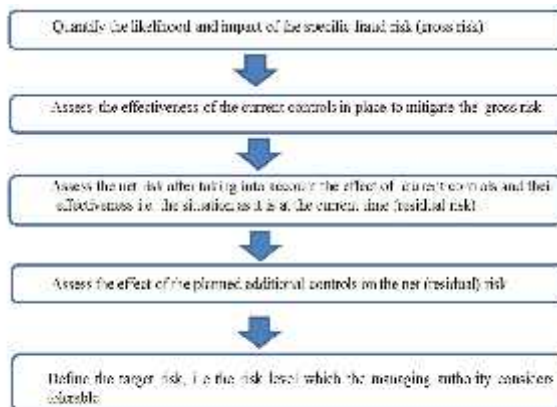 Quantify the likelihood and impact of the specific fraud risk (gross risk)
Assess the effectiveness of the current controls in place to mitigate the gross risk
Assess the net risk after taking into account the effect of current controls and their
effectiveness i.e. the situation as it is at the current time (residual risk)
Assess the effect of the planned additional controls on the net (residual) risk
Define the target risk, i.e the risk level which the managing authority considers
tolerable